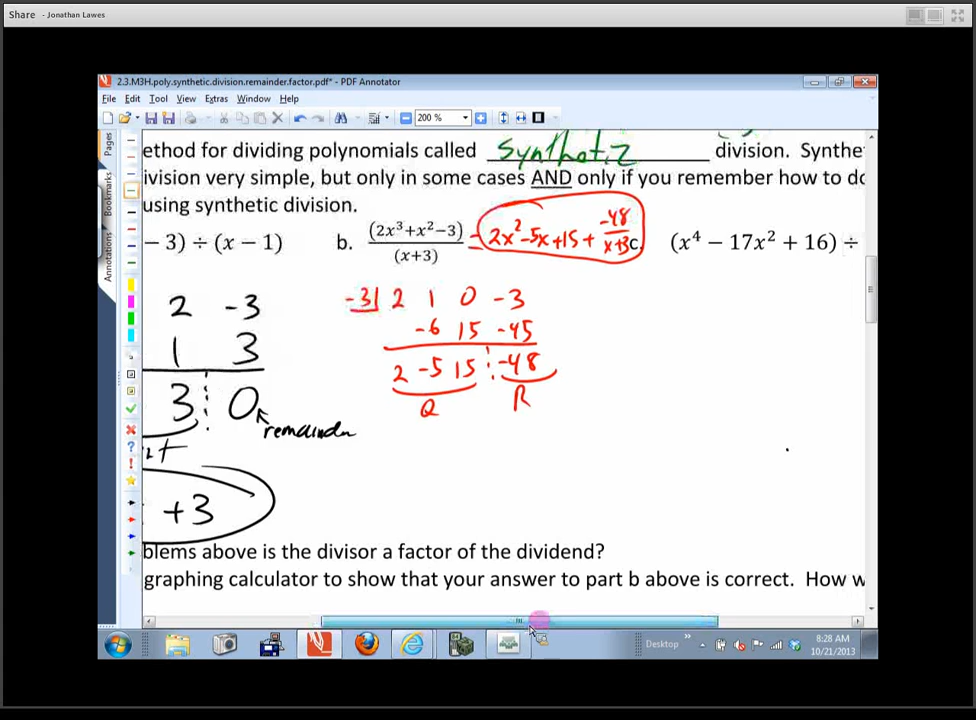 Share - Jonathan Lawes
2.3.M3H.poly.synthetic.division.remainder.factor.pdf* - PDF Annotator
File Edit Tool View Extras Window Help
200 %
Pages
Bookmarks
Annotations
ethod for dividing polynomials called synthetic division. Synthe
ivision very simple, but only in some cases AND only if you remember how to do
using synthetic division.
– 3) ÷ (x – 1)
b. (2x³+x²–3)/(x+3) = 2x²-5x+15+ -48/x+3
c. (x⁴ – 17x² + 16) ÷
2 -3
1 3
3 0
remainder
+3
-3| 2 1 0 -3
-6 15 -45
2 -5 15 -48
Q R
blems above is the divisor a factor of the dividend?
graphing calculator to show that your answer to part b above is correct. How w
Desktop
8:28 AM
10/21/2013